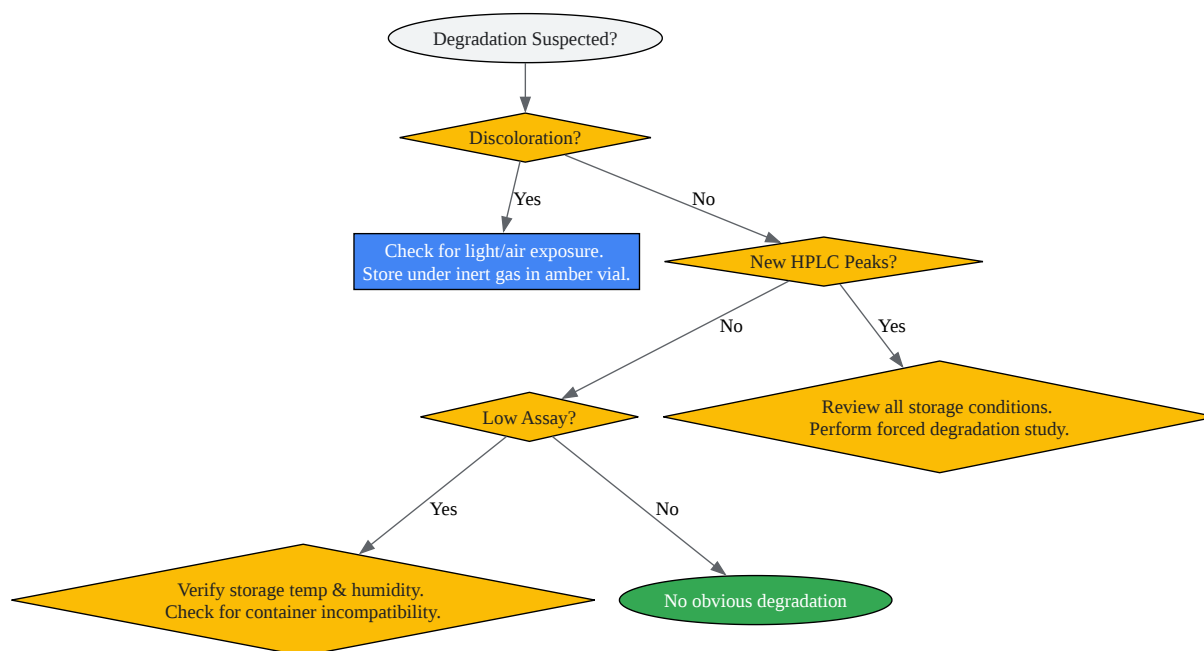 Degradation Suspected?
Discoloration?
Yes
No
Check for light/air exposure.
Store under inert gas in amber vial.
New HPLC Peaks?
No
Yes
Low Assay?
Review all storage conditions.
Perform forced degradation study.
Yes
No
Verify storage temp & humidity.
Check for container incompatibility.
No obvious degradation